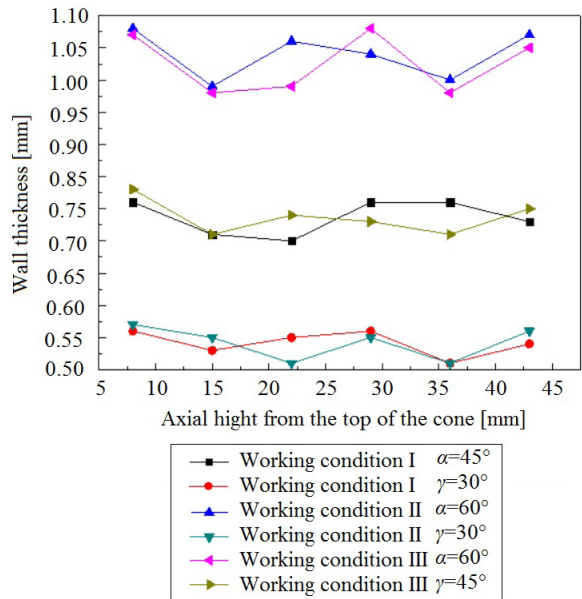 Wall thickness [mm]
1.10
1.05
1.00
0.95
0.90
0.85
0.75
0.70
0.65
0.60
0.55
0.50
5 10 15 20 25 30 35 40 45
Axial hight from the top of the cone [mm]
Working condition I α=45°
Working condition I γ=30°
Working condition II α=60°
Working condition II γ=30°
Working condition III α=60°
Working condition III γ=45°